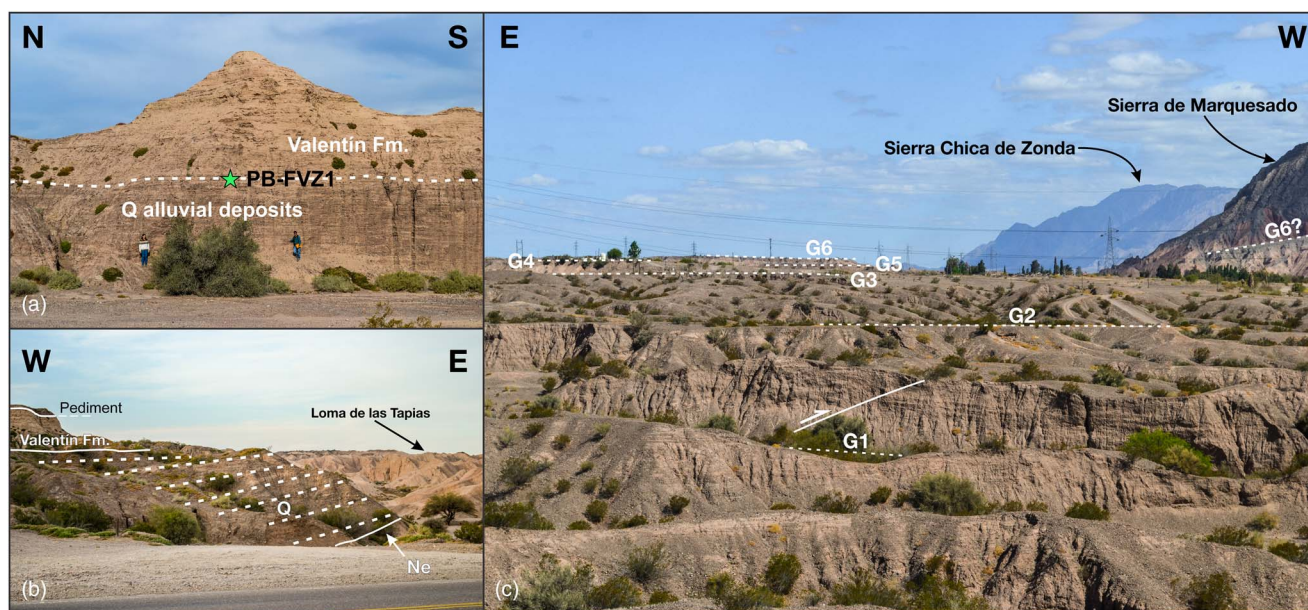 N
S
Valentín Fm.
PB-FVZ1
Q alluvial deposits
(a)
W
E
Pediment
Loma de las Tapias
Valentín Fm.
Q
Ne
(b)
E
W
Sierra de Marquesado
Sierra Chica de Zonda
G6?
G6
G4
G5
G3
G2
G1
(c)